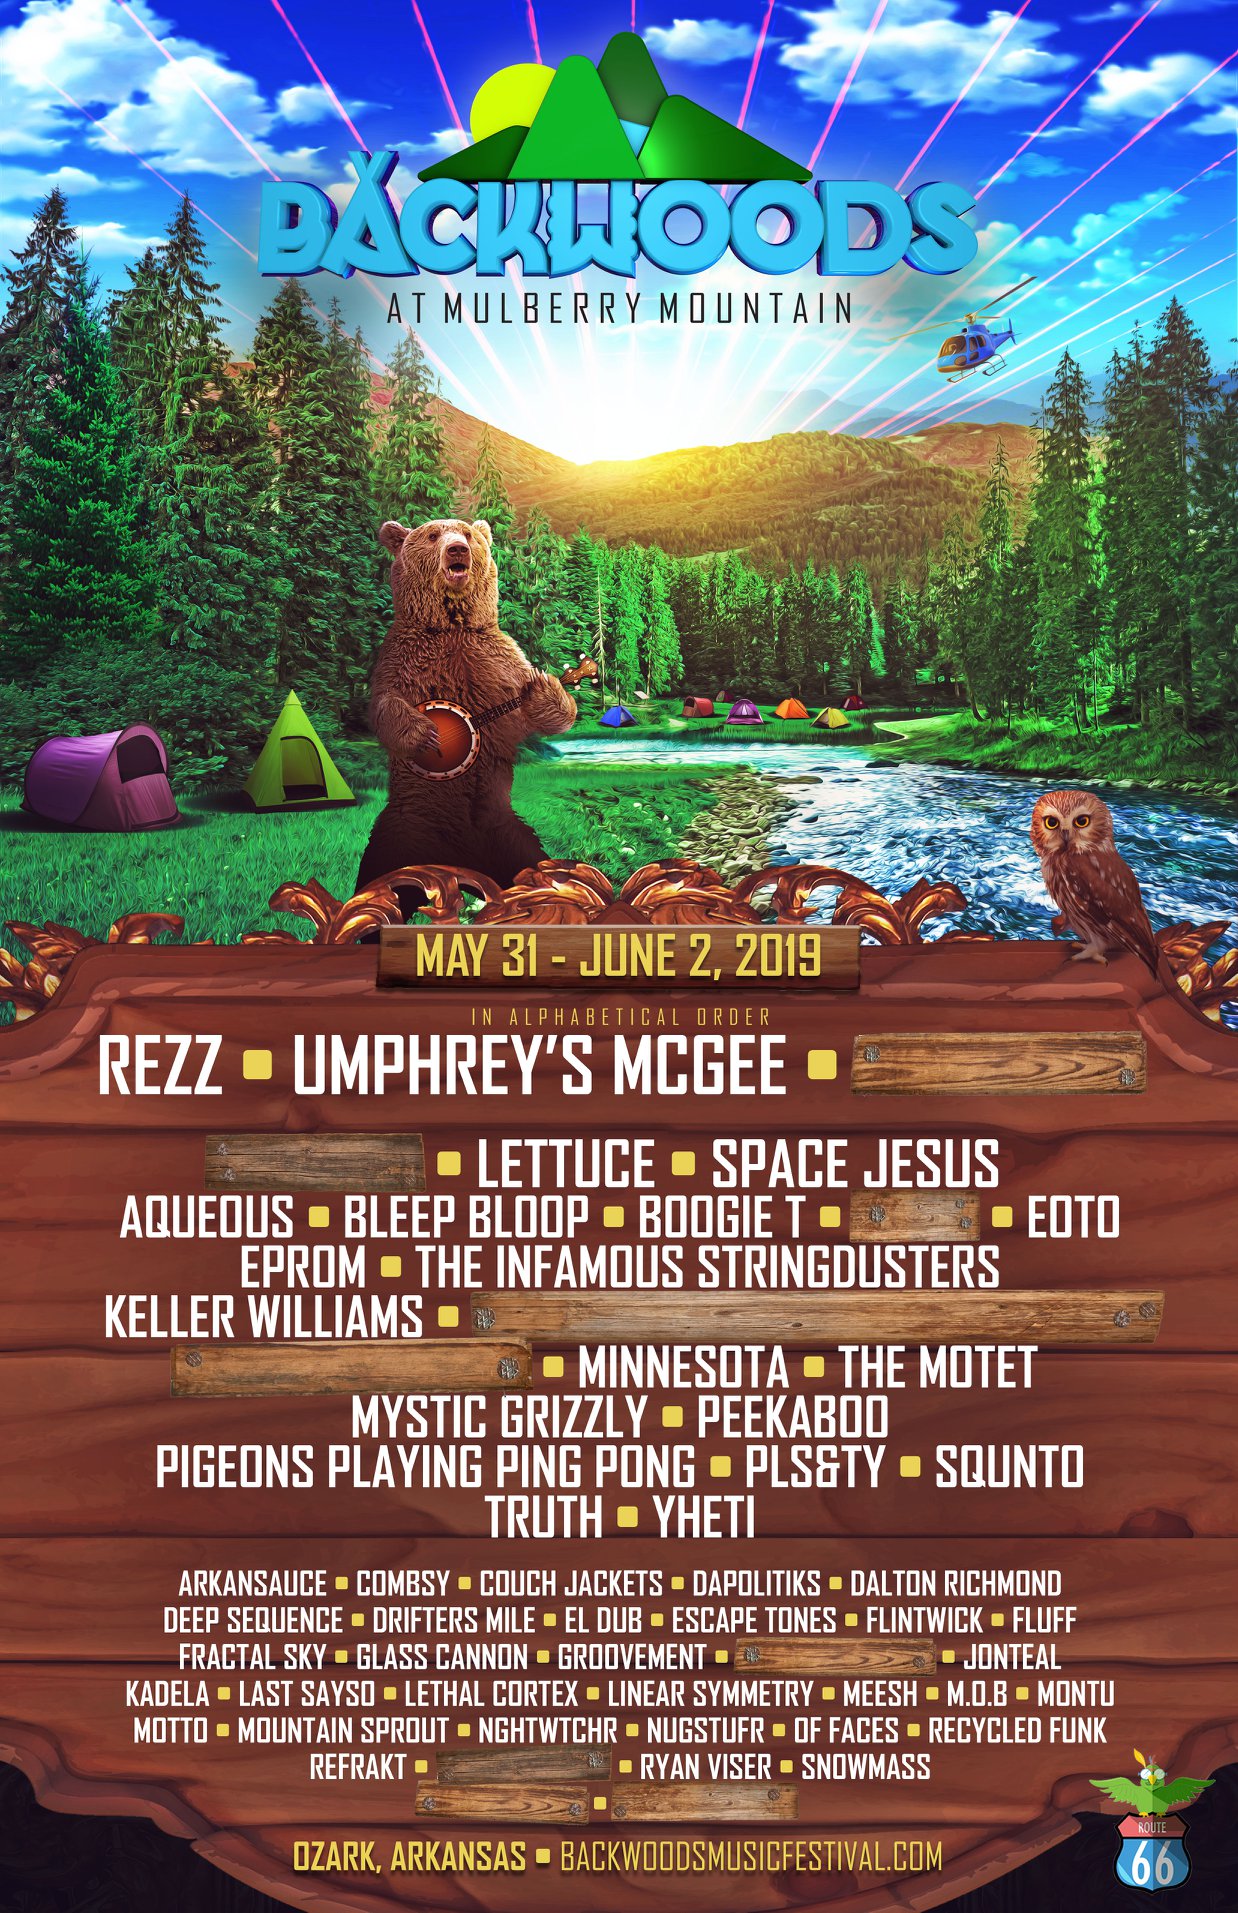 BACKWOODS
AT MULBERRY MOUNTAIN
MAY 31 - JUNE 2, 2019
IN ALPHABETICAL ORDER
REZZ ▪ UMPHREY'S MCGEE ▪
▪ LETTUCE ▪ SPACE JESUS
AQUEOUS ▪ BLEEP BLOOP ▪ BOOGIE T ▪ ▪ EOTO
EPROM ▪ THE INFAMOUS STRINGDUSTERS
KELLER WILLIAMS ▪
▪ MINNESOTA ▪ THE MOTET
MYSTIC GRIZZLY ▪ PEEKABOO
PIGEONS PLAYING PING PONG ▪ PLS&TY ▪ SQUNTO
TRUTH ▪ YHETI
ARKANSAUCE ▪ COMBSY ▪ COUCH JACKETS ▪ DAPOLITIKS ▪ DALTON RICHMOND
DEEP SEQUENCE ▪ DRIFTERS MILE ▪ EL DUB ▪ ESCAPE TONES ▪ FLINTWICK ▪ FLUFF
FRACTAL SKY ▪ GLASS CANNON ▪ GROOVEMENT ▪ ▪ JONTEAL
KADELA ▪ LAST SAYSO ▪ LETHAL CORTEX ▪ LINEAR SYMMETRY ▪ MEESH ▪ M.O.B ▪ MONTU
MOTTO ▪ MOUNTAIN SPROUT ▪ NGHTWTCHR ▪ NUGSTUFR ▪ OF FACES ▪ RECYCLED FUNK
REFRAKT ▪ ▪ RYAN VISER ▪ SNOWMASS
▪
OZARK, ARKANSAS ▪ BACKWOODSMUSICFESTIVAL.COM
ROUTE
66